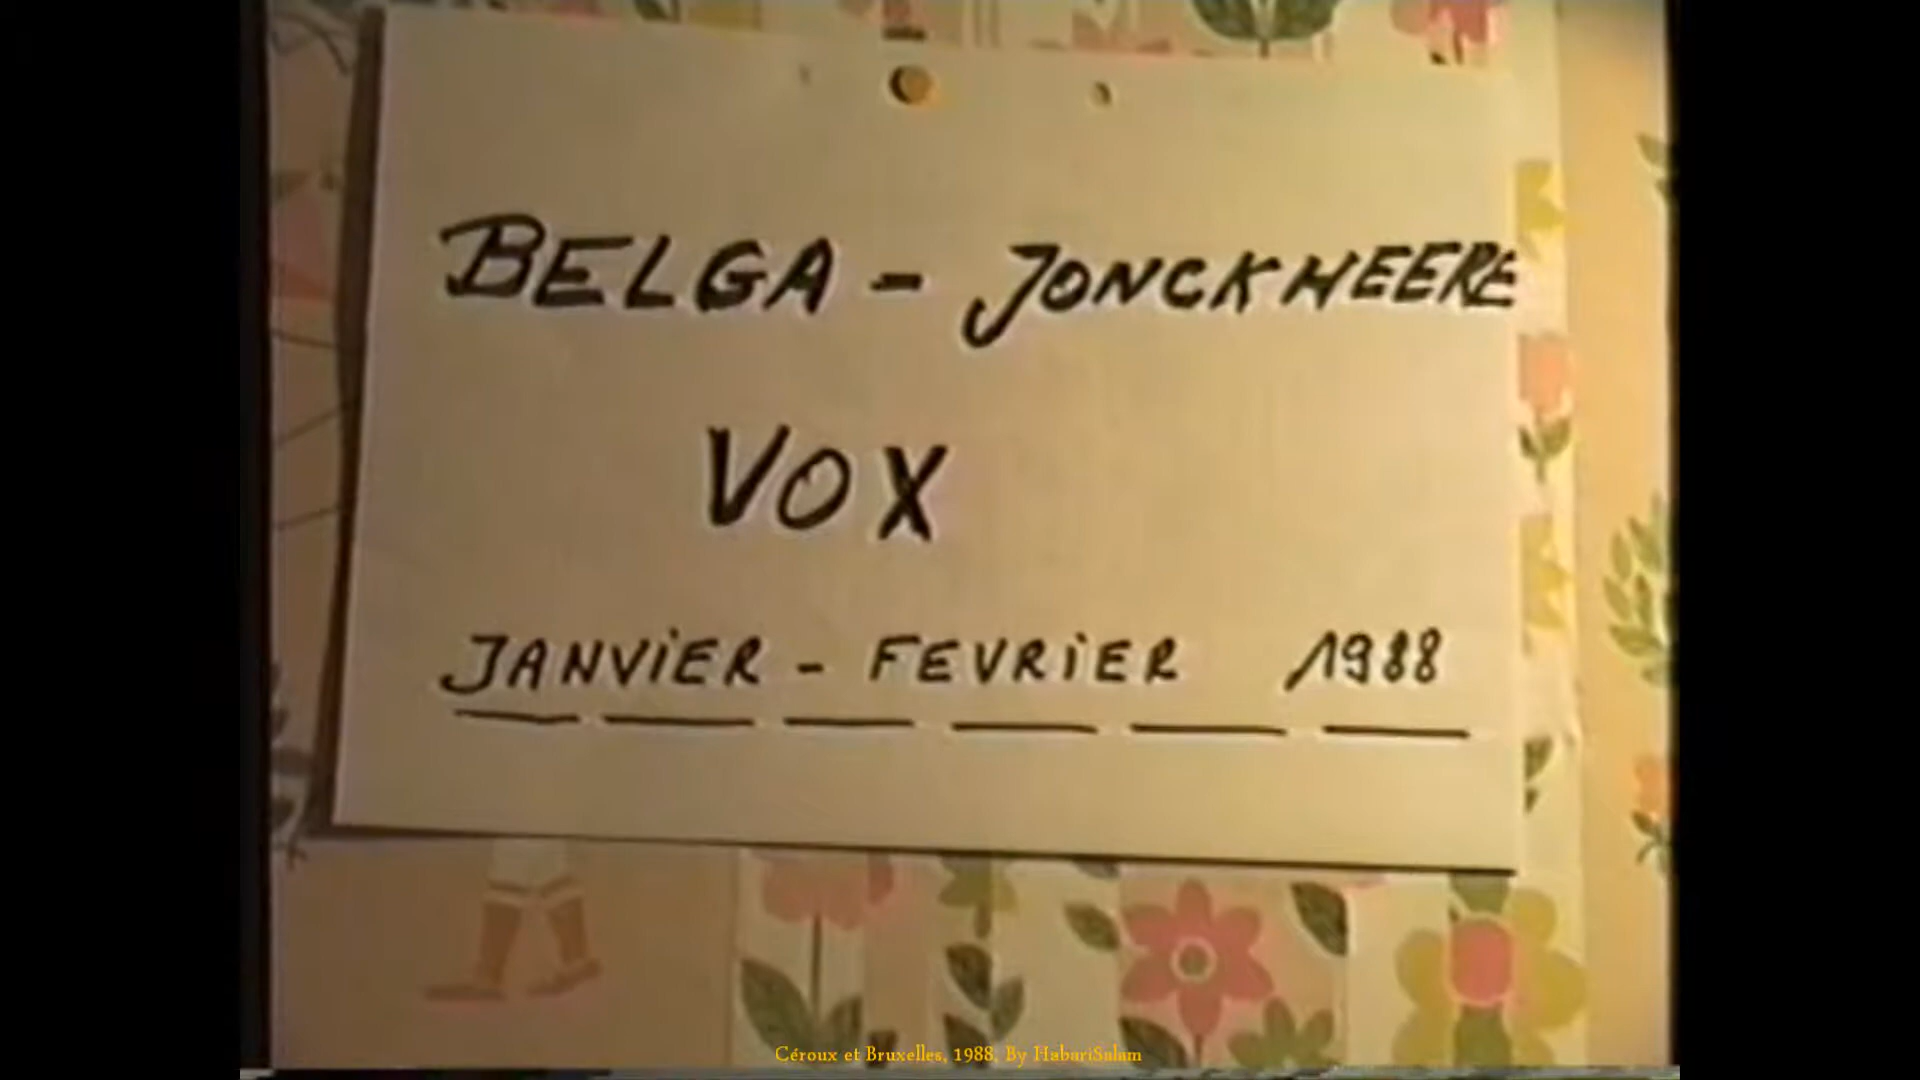 BELGA - JONCKHEERE
VOX
JANViER - FEVRiER 1988
Céroux et Bruxelles, 1988, By HabariSalam